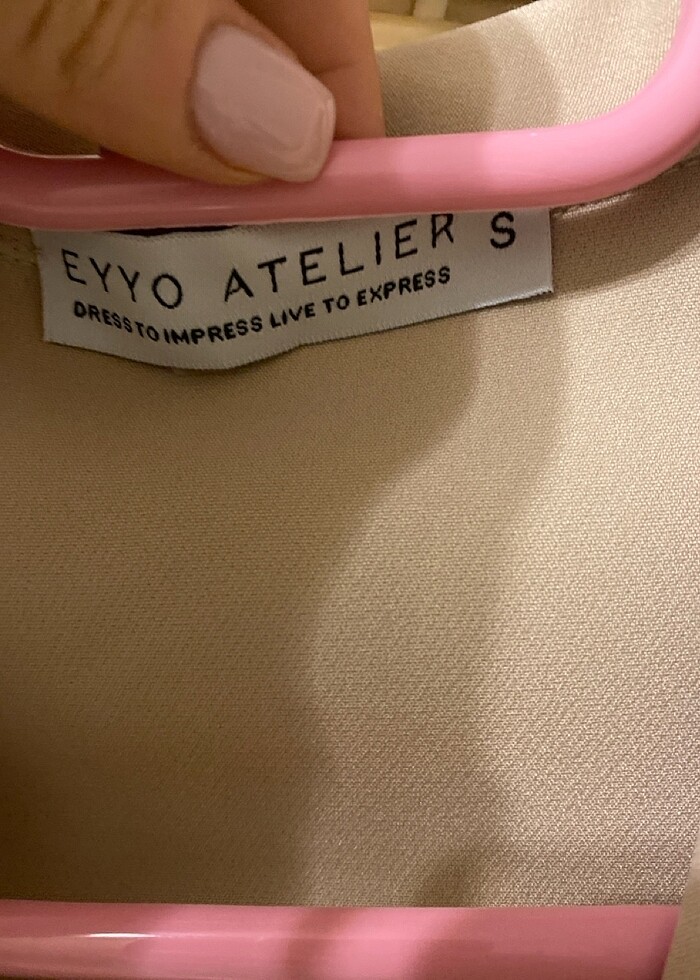 EYYO ATELIER S
DRESS TO IMPRESS LIVE TO EXPRESS